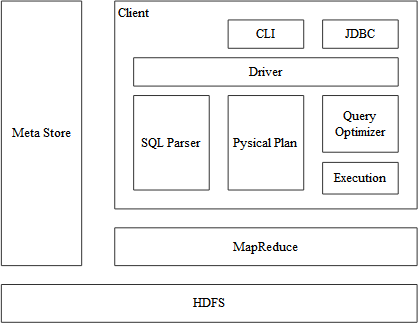 Client
CLI
JDBC
Driver
Meta Store
SQL Parser
Pysical Plan
Query
Optimizer
Execution
MapReduce
HDFS